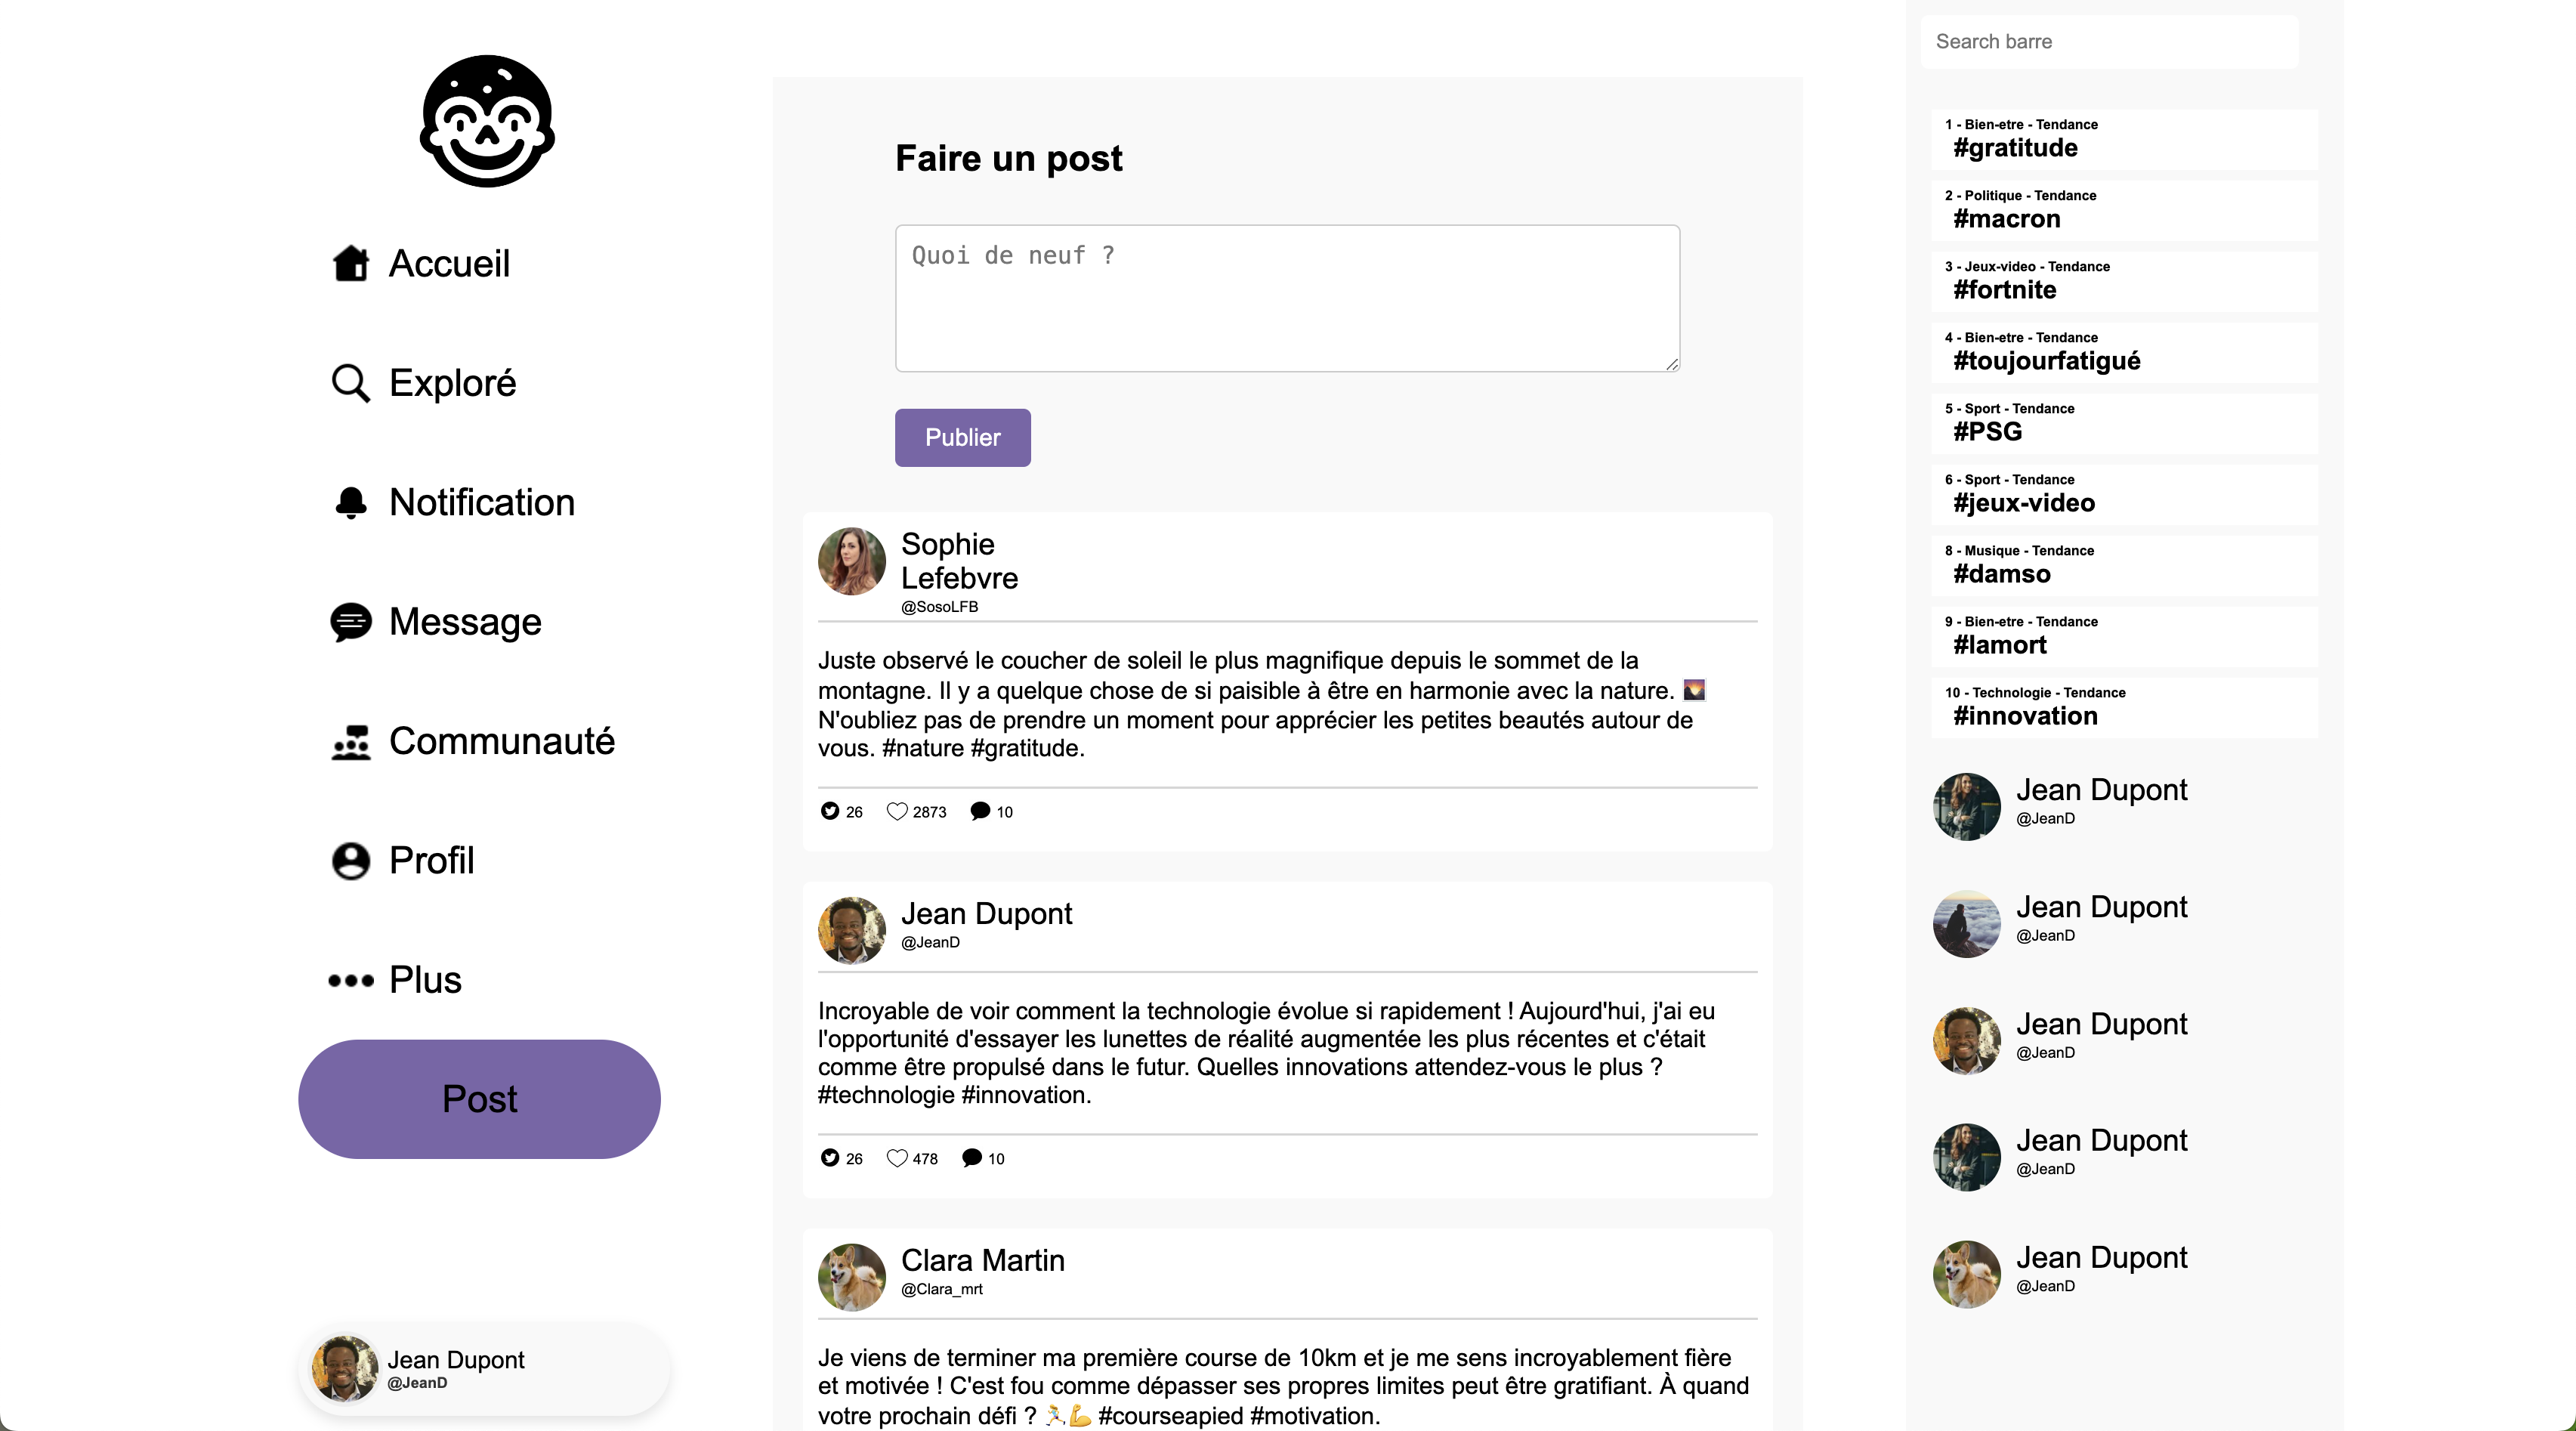 Accueil
Exploré
Notification
Message
Communauté
Profil
Plus
Post
Jean Dupont
@JeanD
Faire un post
Quoi de neuf ?
Publier
Sophie
Lefebvre
@SosoLFB
Juste observé le coucher de soleil le plus magnifique depuis le sommet de la
montagne. Il y a quelque chose de si paisible à être en harmonie avec la nature. 🌄
N'oubliez pas de prendre un moment pour apprécier les petites beautés autour de
vous. #nature #gratitude.
26 2873 10
Jean Dupont
@JeanD
Incroyable de voir comment la technologie évolue si rapidement ! Aujourd'hui, j'ai eu
l'opportunité d'essayer les lunettes de réalité augmentée les plus récentes et c'était
comme être propulsé dans le futur. Quelles innovations attendez-vous le plus ?
#technologie #innovation.
26 478 10
Clara Martin
@Clara_mrt
Je viens de terminer ma première course de 10km et je me sens incroyablement fière
et motivée ! C'est fou comme dépasser ses propres limites peut être gratifiant. À quand
votre prochain défi ? 🏃💪 #courseapied #motivation.
Search barre
1 - Bien-etre - Tendance
#gratitude
2 - Politique - Tendance
#macron
3 - Jeux-video - Tendance
#fortnite
4 - Bien-etre - Tendance
#toujourfatigué
5 - Sport - Tendance
#PSG
6 - Sport - Tendance
#jeux-video
8 - Musique - Tendance
#damso
9 - Bien-etre - Tendance
#lamort
10 - Technologie - Tendance
#innovation
Jean Dupont
@JeanD
Jean Dupont
@JeanD
Jean Dupont
@JeanD
Jean Dupont
@JeanD
Jean Dupont
@JeanD